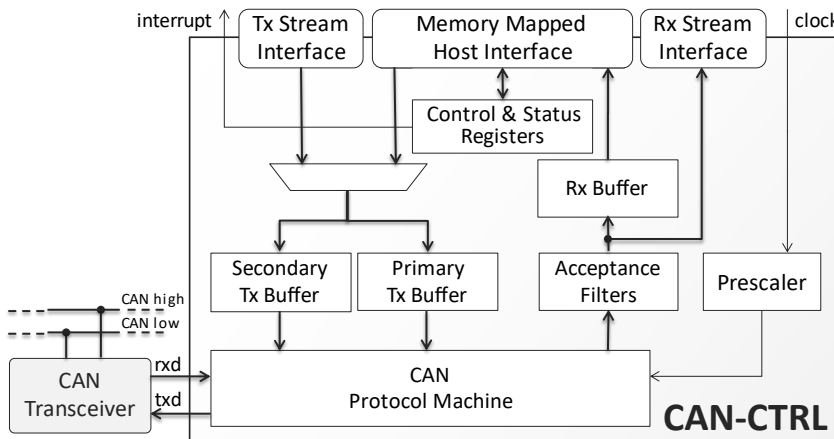 interrupt
Tx Stream
Interface
Memory Mapped
Host Interface
Rx Stream
Interface
clock
Control & Status
Registers
Rx Buffer
Secondary
Tx Buffer
Primary
Tx Buffer
Acceptance
Filters
Prescaler
CAN high
CAN low
CAN
Transceiver
rxd
txd
CAN
Protocol Machine
CAN-CTRL